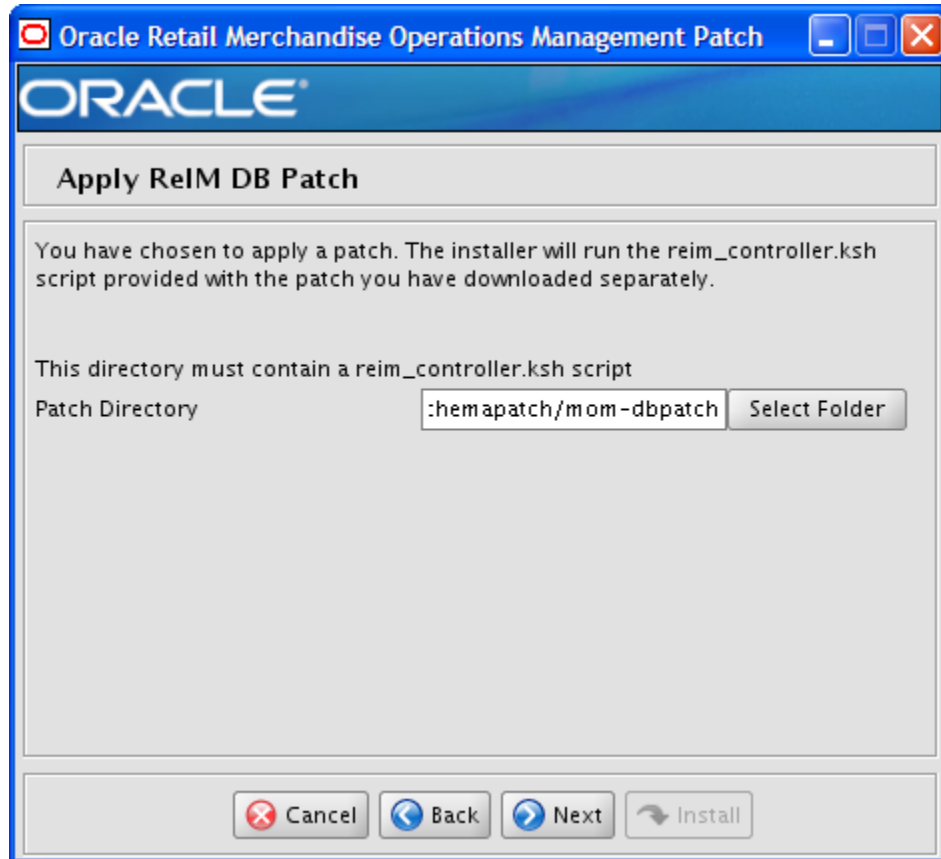 Oracle Retail Merchandise Operations Management Patch
ORACLE®
Apply ReIM DB Patch
You have chosen to apply a patch. The installer will run the reim_controller.ksh
script provided with the patch you have downloaded separately.
This directory must contain a reim_controller.ksh script
Patch Directory :hemapatch/mom-dbpatch Select Folder
Cancel Back Next Install